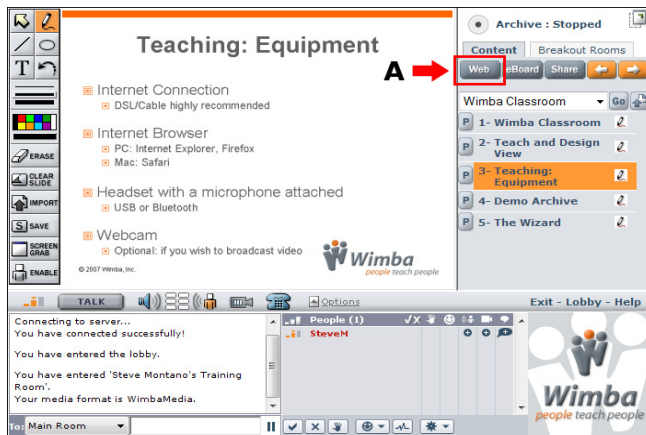 Teaching: Equipment
Internet Connection
DSL/Cable highly recommended
Internet Browser
PC: Internet Explorer, Firefox
Mac: Safari
Headset with a microphone attached
USB or Bluetooth
Webcam
Optional: if you wish to broadcast video
© 2007 Wimba, Inc.
Wimba
people teach people
T
ERASE
CLEAR
SLIDE
IMPORT
S SAVE
SCREEN
GRAB
ENABLE
A
Archive : Stopped
Content Breakout Rooms
Web eBoard Share
Wimba Classroom Go
P 1- Wimba Classroom
P 2- Teach and Design
View
P 3- Teaching:
Equipment
P 4- Demo Archive
P 5- The Wizard
TALK Options Exit - Lobby - Help
Connecting to server...
You have connected successfully!
You have entered the lobby.
You have entered 'Steve Montano's Training
Room'.
Your media format is WimbaMedia.
To: Main Room
People (1)
SteveM
Wimba
people teach people